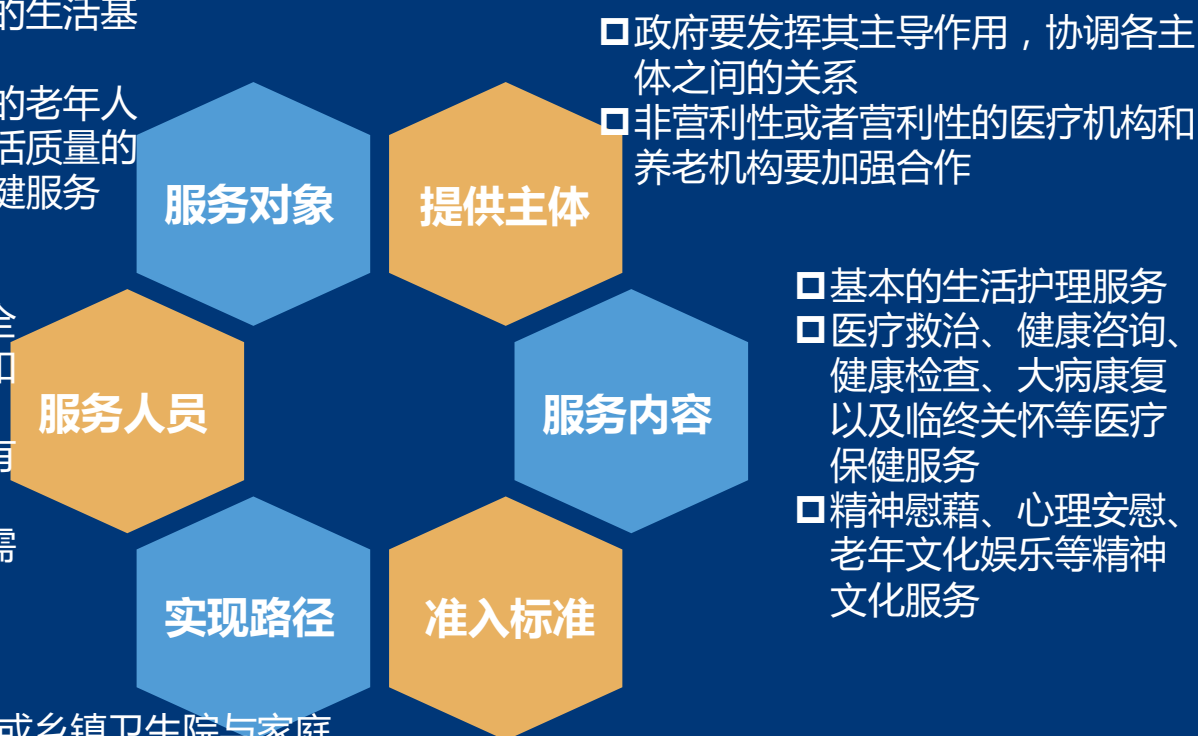 的生活基
的老年人
活质量的
健服务
政府要发挥其主导作用，协调各主
体之间的关系
非营利性或者营利性的医疗机构和
养老机构要加强合作
服务对象
提供主体
基本的生活护理服务
医疗救治、健康咨询、
健康检查、大病康复
以及临终关怀等医疗
保健服务
精神慰藉、心理安慰、
老年文化娱乐等精神
文化服务
全
和
有
需
服务人员
服务内容
实现路径
准入标准
或乡镇卫生院与家庭